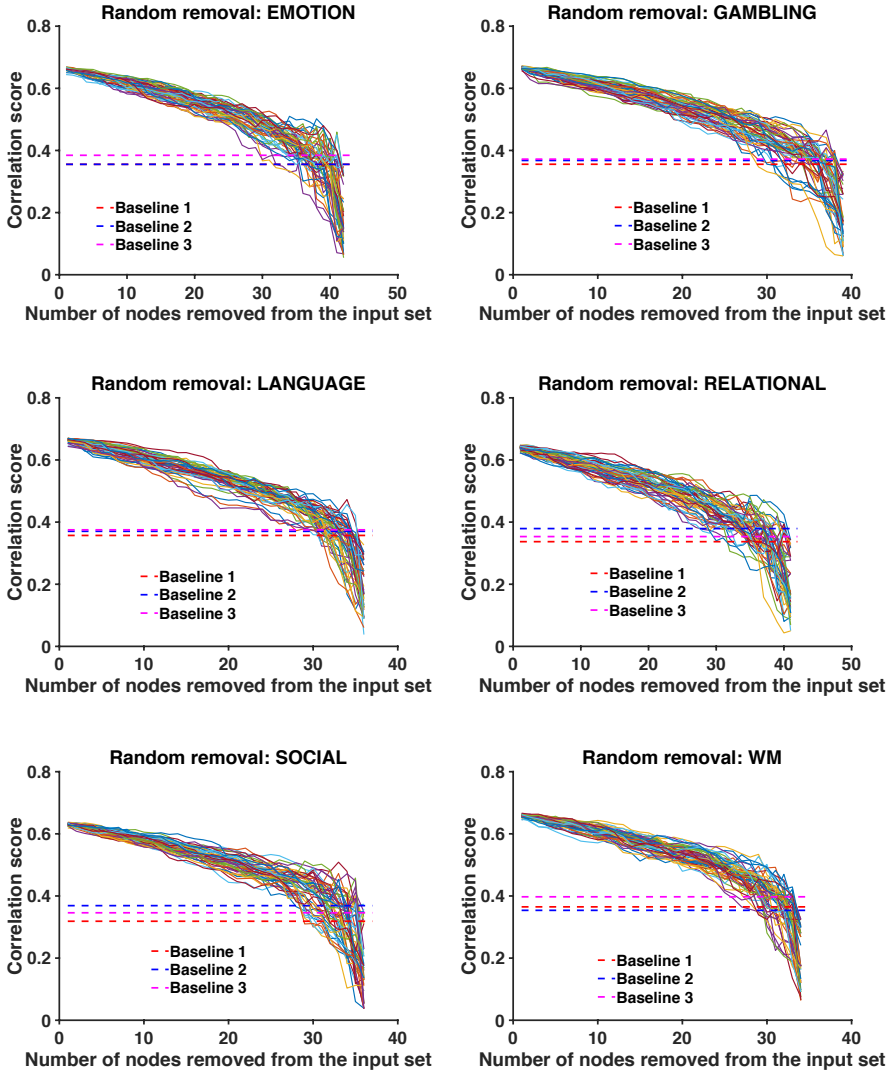 Random removal: EMOTION
0.8
0.6
0.4
0.2
0
Correlation score
Baseline 1
Baseline 2
Baseline 3
0 10 20 30 40 50
Number of nodes removed from the input set
Random removal: GAMBLING
0.8
0.6
0.4
0.2
0
Correlation score
Baseline 1
Baseline 2
Baseline 3
0 10 20 30 40
Number of nodes removed from the input set
Random removal: LANGUAGE
0.8
0.6
0.4
0.2
0
Correlation score
Baseline 1
Baseline 2
Baseline 3
0 10 20 30 40
Number of nodes removed from the input set
Random removal: RELATIONAL
0.8
0.6
0.4
0.2
0
Correlation score
Baseline 1
Baseline 2
Baseline 3
0 10 20 30 40 50
Number of nodes removed from the input set
Random removal: SOCIAL
0.8
0.6
0.4
0.2
0
Correlation score
Baseline 1
Baseline 2
Baseline 3
0 10 20 30 40
Number of nodes removed from the input set
Random removal: WM
0.8
0.6
0.4
0.2
0
Correlation score
Baseline 1
Baseline 2
Baseline 3
0 10 20 30 40
Number of nodes removed from the input set